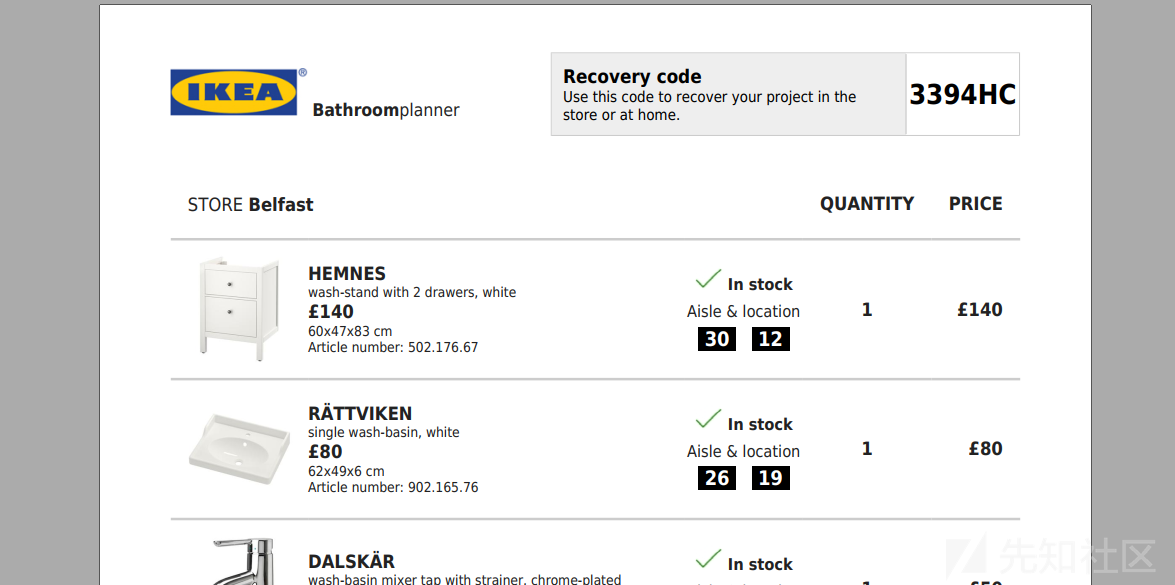 IKEA®
Bathroomplanner
Recovery code
Use this code to recover your project in the
store or at home.
3394HC
STORE Belfast
QUANTITY
PRICE
HEMNES
wash-stand with 2 drawers, white
£140
60x47x83 cm
Article number: 502.176.67
In stock
Aisle & location
30 12
1
£140
RÄTTVIKEN
single wash-basin, white
£80
62x49x6 cm
Article number: 902.165.76
In stock
Aisle & location
26 19
1
£80
DALSKÄR
wash-basin mixer tap with strainer, chrome-plated
In stock
先知社区